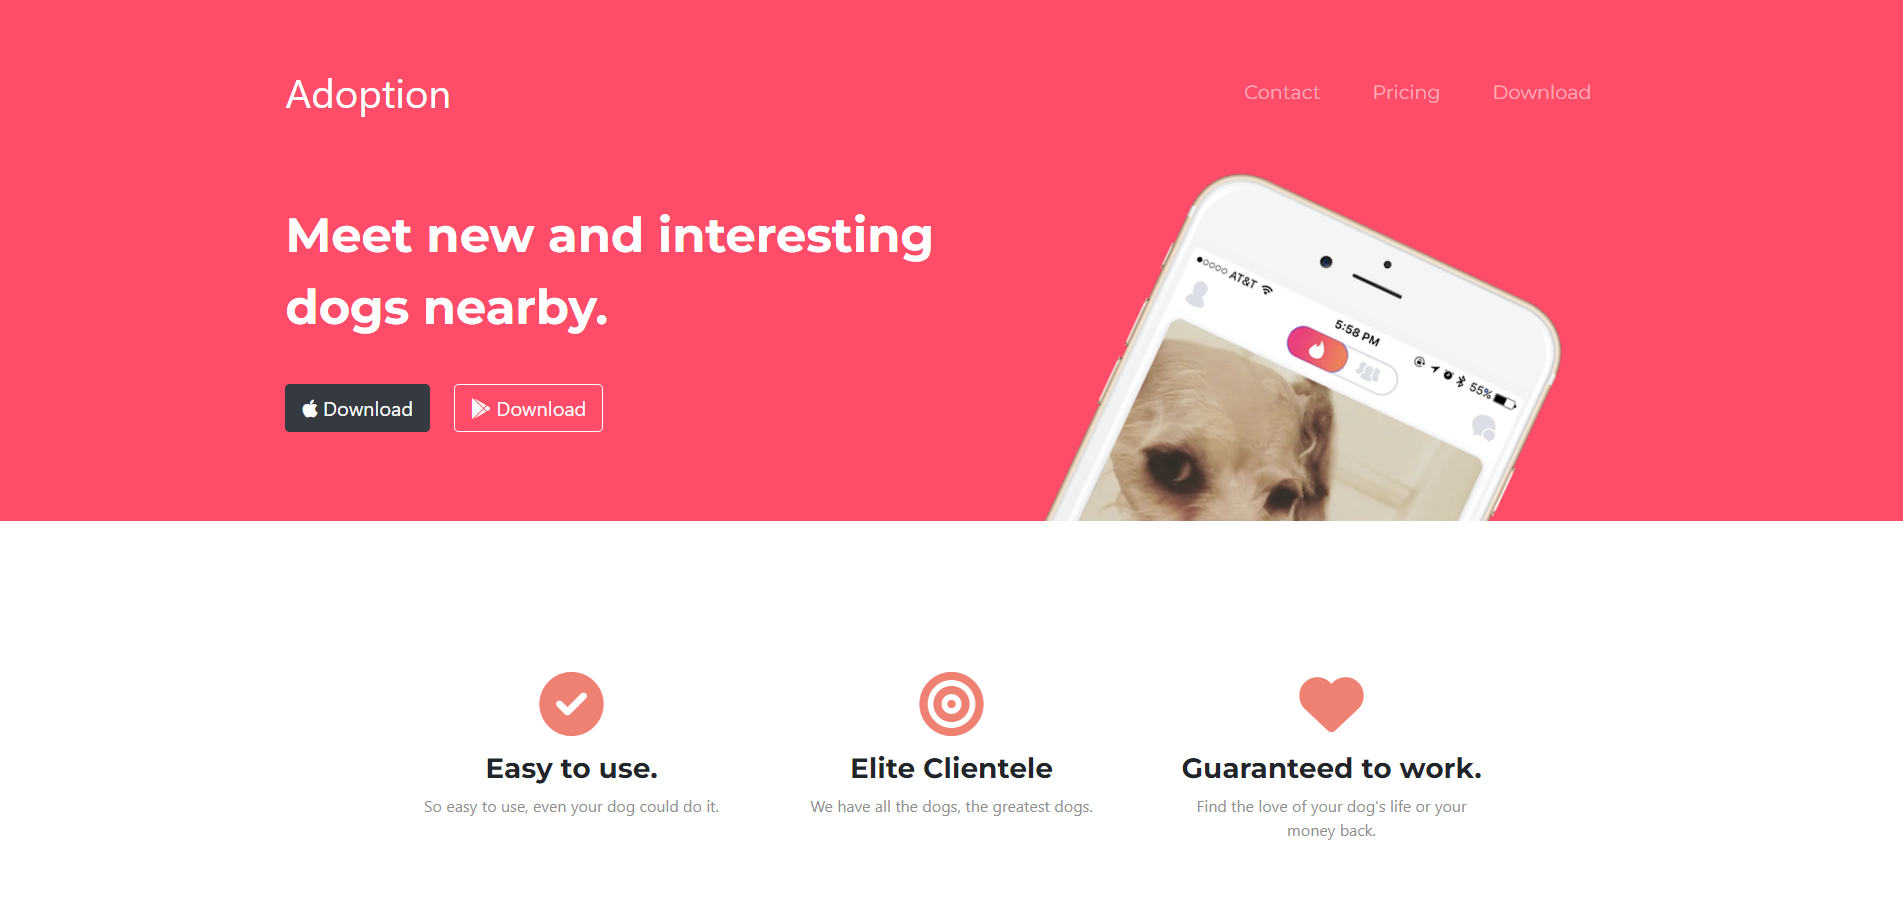 Adoption
Contact Pricing Download
Meet new and interesting
dogs nearby.
Download Download
AT&T 5:58 PM 55%
Easy to use. Elite Clientele Guaranteed to work.
So easy to use, even your dog could do it. We have all the dogs, the greatest dogs. Find the love of your dog's life or your
money back.